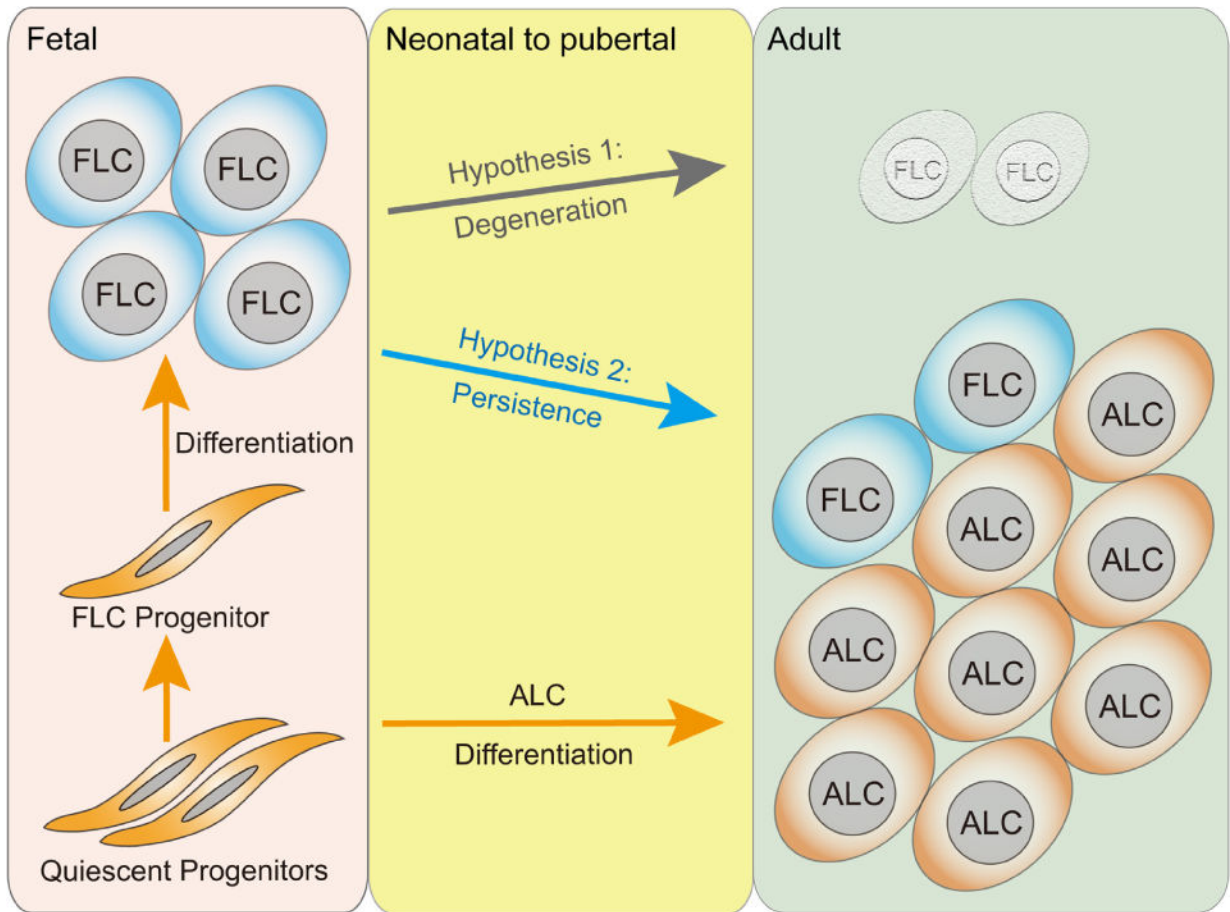 Fetal
FLC
FLC
FLC
FLC
Differentiation
FLC Progenitor
Quiescent Progenitors
Neonatal to pubertal
Hypothesis 1:
Degeneration
Hypothesis 2:
Persistence
ALC
Differentiation
Adult
FLC
FLC
FLC
ALC
FLC
ALC
ALC
ALC
ALC
ALC
ALC
ALC